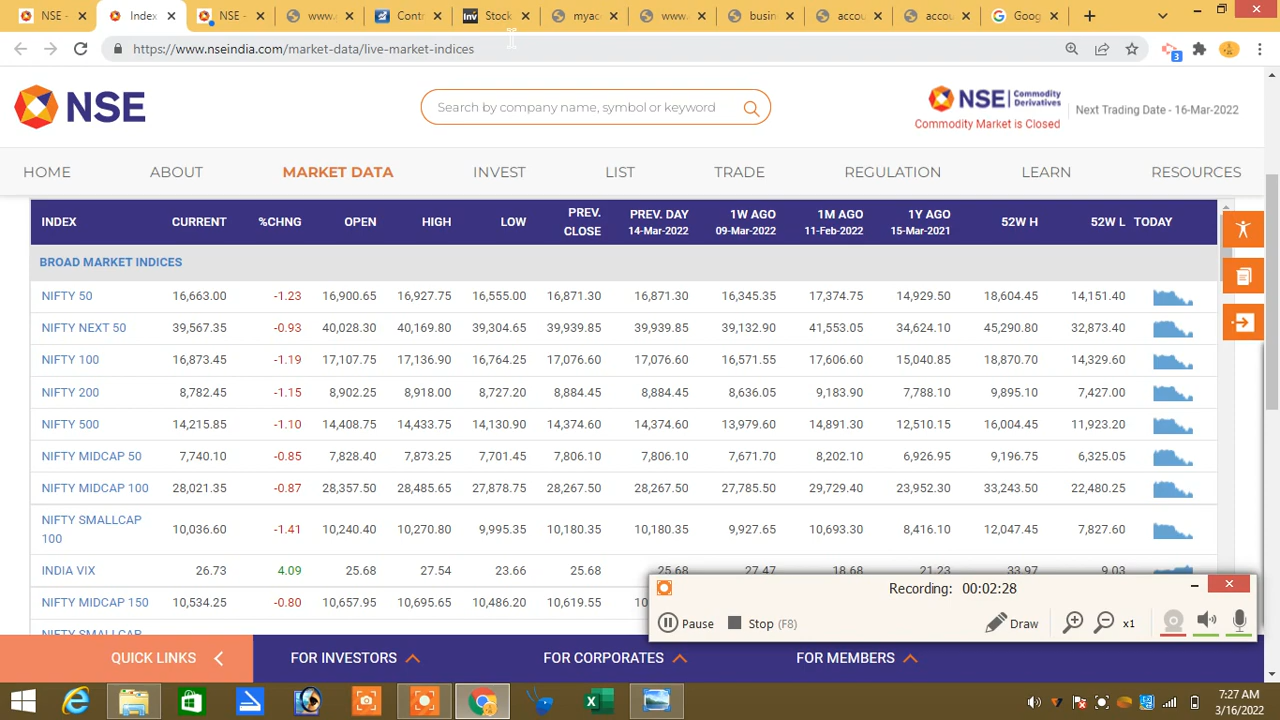 NSE -
Index
NSE -
www.
Contr
Inv Stock
myac
www.
busin
accou
accou
Goog
https://www.nseindia.com/market-data/live-market-indices
3
NSE
Search by company name, symbol or keyword
NSE Commodity Derivatives
Commodity Market is Closed
Next Trading Date - 16-Mar-2022
HOME ABOUT MARKET DATA INVEST LIST TRADE REGULATION LEARN RESOURCES
INDEX CURRENT %CHNG OPEN HIGH LOW PREV. CLOSE PREV. DAY 14-Mar-2022 1W AGO 09-Mar-2022 1M AGO 11-Feb-2022 1Y AGO 15-Mar-2021 52W H 52W L TODAY
BROAD MARKET INDICES
NIFTY 50 16,663.00 -1.23 16,900.65 16,927.75 16,555.00 16,871.30 16,871.30 16,345.35 17,374.75 14,929.50 18,604.45 14,151.40
NIFTY NEXT 50 39,567.35 -0.93 40,028.30 40,169.80 39,304.65 39,939.85 39,939.85 39,132.90 41,553.05 34,624.10 45,290.80 32,873.40
NIFTY 100 16,873.45 -1.19 17,107.75 17,136.90 16,764.25 17,076.60 17,076.60 16,571.55 17,606.60 15,040.85 18,870.70 14,329.60
NIFTY 200 8,782.45 -1.15 8,902.25 8,918.00 8,727.20 8,884.45 8,884.45 8,636.05 9,183.90 7,788.10 9,895.10 7,427.00
NIFTY 500 14,215.85 -1.10 14,408.75 14,433.75 14,130.90 14,374.60 14,374.60 13,979.60 14,891.30 12,510.15 16,004.45 11,923.20
NIFTY MIDCAP 50 7,740.10 -0.85 7,828.40 7,873.25 7,701.45 7,806.10 7,806.10 7,671.70 8,202.10 6,926.95 9,196.75 6,325.05
NIFTY MIDCAP 100 28,021.35 -0.87 28,357.50 28,485.65 27,878.75 28,267.50 28,267.50 27,785.50 29,729.40 23,952.30 33,243.50 22,480.25
NIFTY SMALLCAP 100 10,036.60 -1.41 10,240.40 10,270.80 9,995.35 10,180.35 10,180.35 9,927.65 10,693.30 8,416.10 12,047.45 7,827.60
INDIA VIX 26.73 4.09 25.68 27.54 23.66 25.68 25.68 27.47 18.68 21.23 33.97 9.03
NIFTY MIDCAP 150 10,534.25 -0.80 10,657.95 10,695.65 10,486.20 10,619.55
NIFTY SMALLCAP
Recording: 00:02:28
Pause Stop (F8) Draw x1
QUICK LINKS FOR INVESTORS FOR CORPORATES FOR MEMBERS
7:27 AM
3/16/2022